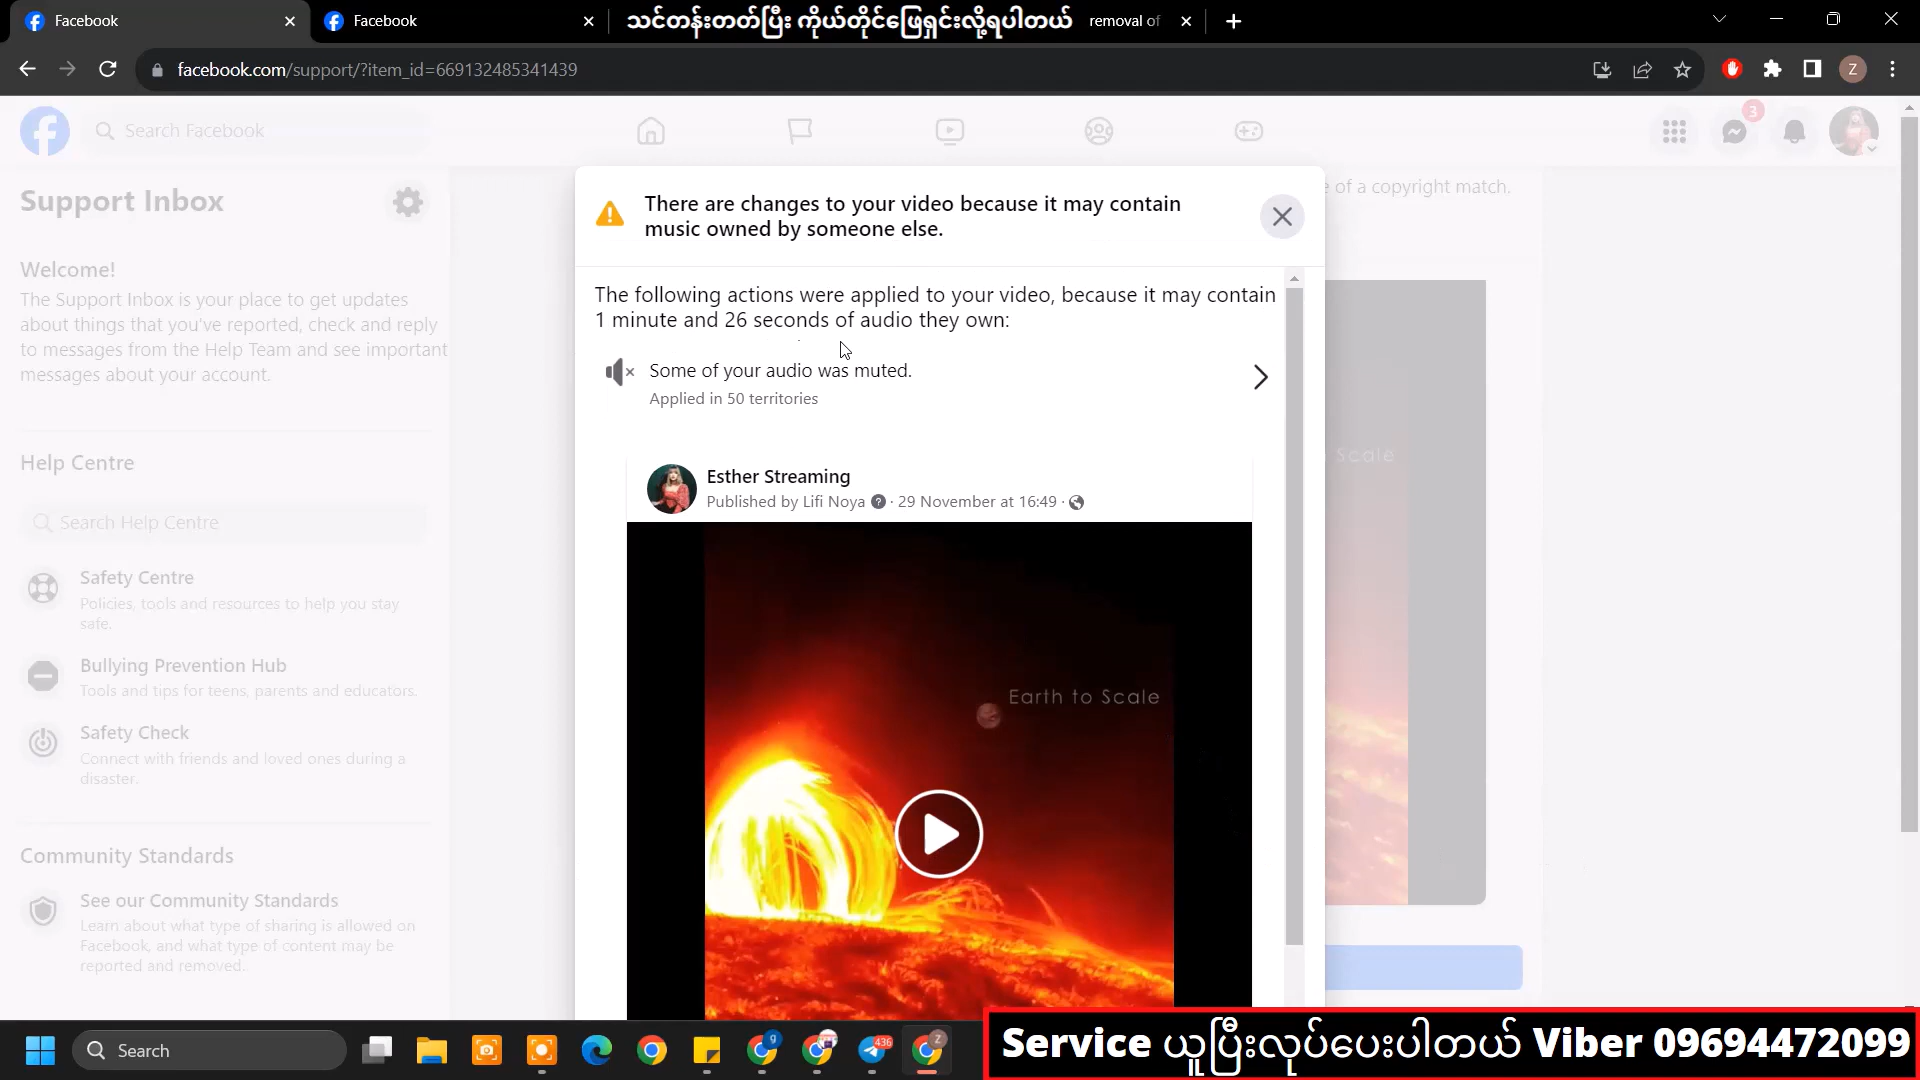 Facebook
Facebook
သင်တန်းတတ်ပြီး ကိုယ်တိုင်ဖြေရှင်းလို့ရပါတယ်
removal of
facebook.com/support/?item_id=669132485341439
Z
Search Facebook
3
Support Inbox
Welcome!
The Support Inbox is your place to get updates
about things that you've reported, check and reply
to messages from the Help Team and see important
messages about your account.
Help Centre
Search Help Centre
Safety Centre
Policies, tools and resources to help you stay
safe.
Bullying Prevention Hub
Tools and tips for teens, parents and educators.
Safety Check
Connect with friends and loved ones during a
disaster.
Community Standards
See our Community Standards
Learn about what type of sharing is allowed on
Facebook, and what type of content may be
reported and removed.
There are changes to your video because it may contain
music owned by someone else.
The following actions were applied to your video, because it may contain
1 minute and 26 seconds of audio they own:
Some of your audio was muted.
Applied in 50 territories
Esther Streaming
Published by Lifi Noya · 29 November at 16:49 ·
Earth to Scale
of a copyright match.
Scale
Search
g
436
Z
Service ယူပြီးလုပ်ပေးပါတယ် Viber 09694472099